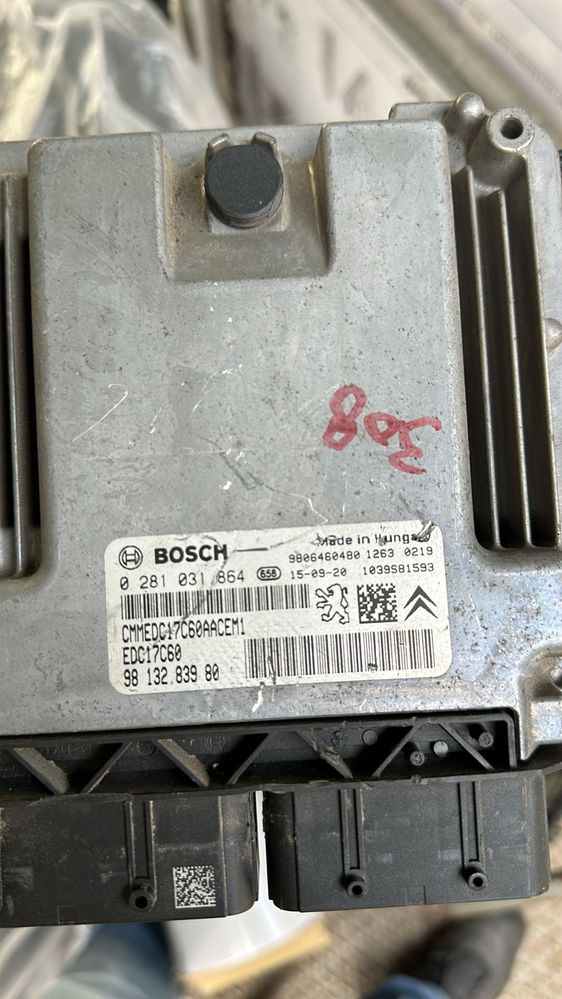 308
BOSCH
Made in Hungary
9806460480 1263 0219
0 281 031 864 656 15-09-20 1039S81593
CMMEDC17C60AACEM1
EDC17C60
98 132 839 80